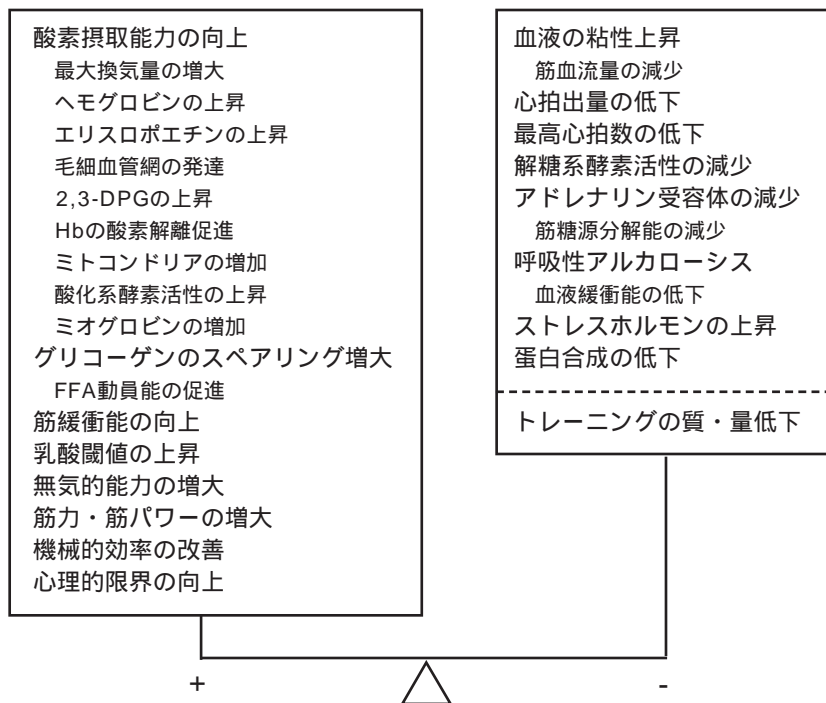 酸素摂取能力の向上
最大換気量の増大
ヘモグロビンの上昇
エリスロポエチンの上昇
毛細血管網の発達
2,3-DPGの上昇
Hbの酸素解離促進
ミトコンドリアの増加
酸化系酵素活性の上昇
ミオグロビンの増加
グリコーゲンのスペアリング増大
FFA動員能の促進
筋緩衝能の向上
乳酸閾値の上昇
無気的能力の増大
筋力・筋パワーの増大
機械的効率の改善
心理的限界の向上
血液の粘性上昇
筋血流量の減少
心拍出量の低下
最高心拍数の低下
解糖系酵素活性の減少
アドレナリン受容体の減少
筋糖源分解能の減少
呼吸性アルカローシス
血液緩衝能の低下
ストレスホルモンの上昇
蛋白合成の低下
トレーニングの質・量低下
+
-